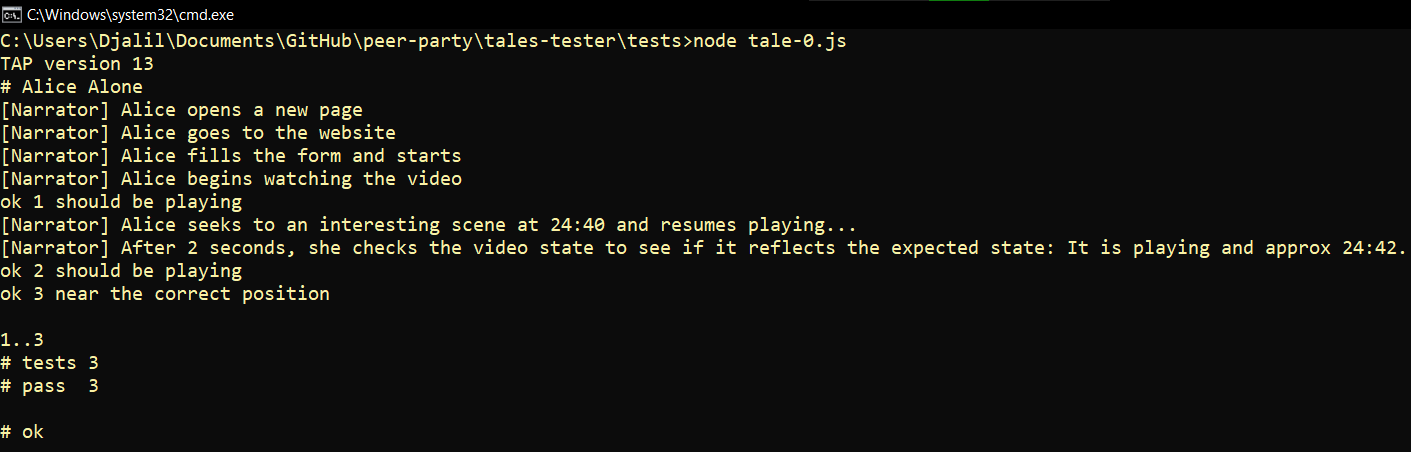 C:\Windows\system32\cmd.exe
C:\Users\Djalil\Documents\GitHub\peer-party\tales-tester\tests>node tale-0.js
TAP version 13
# Alice Alone
[Narrator] Alice opens a new page
[Narrator] Alice goes to the website
[Narrator] Alice fills the form and starts
[Narrator] Alice begins watching the video
ok 1 should be playing
[Narrator] Alice seeks to an interesting scene at 24:40 and resumes playing...
[Narrator] After 2 seconds, she checks the video state to see if it reflects the expected state: It is playing and approx 24:42.
ok 2 should be playing
ok 3 near the correct position
1..3
# tests 3
# pass  3
# ok